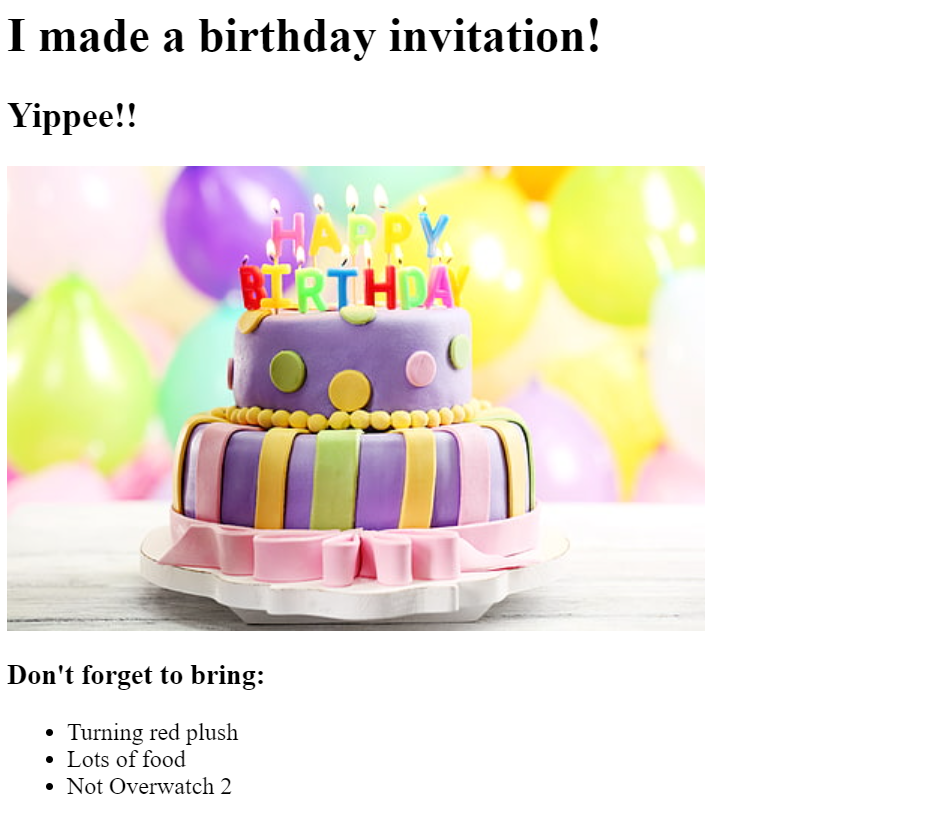 I made a birthday invitation!
Yippee!!
HAPPY
BIRTHDAY
Don't forget to bring:
Turning red plush
Lots of food
Not Overwatch 2